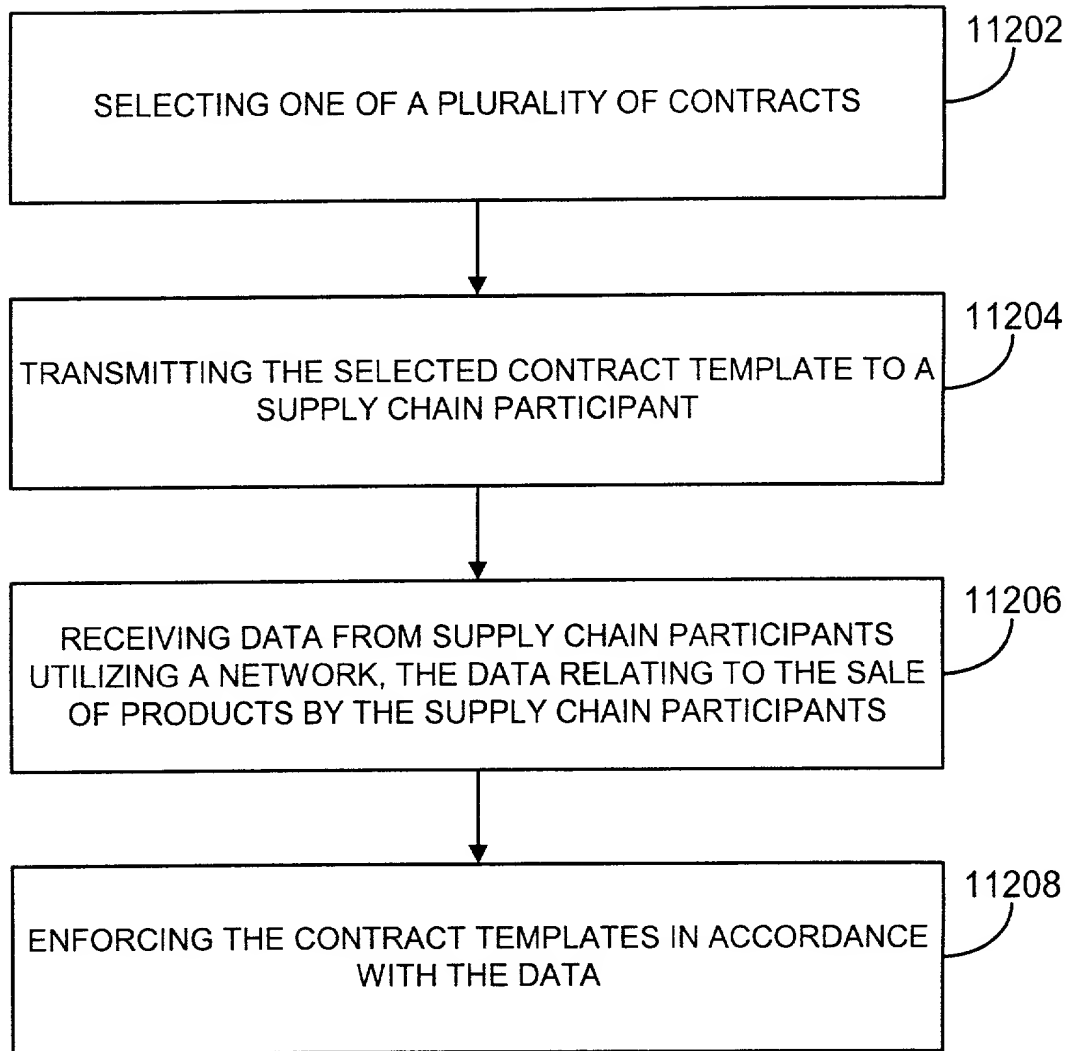 11202
SELECTING ONE OF A PLURALITY OF CONTRACTS
11204
TRANSMITTING THE SELECTED CONTRACT TEMPLATE TO A
SUPPLY CHAIN PARTICIPANT
11206
RECEIVING DATA FROM SUPPLY CHAIN PARTICIPANTS
UTILIZING A NETWORK, THE DATA RELATING TO THE SALE
OF PRODUCTS BY THE SUPPLY CHAIN PARTICIPANTS
11208
ENFORCING THE CONTRACT TEMPLATES IN ACCORDANCE
WITH THE DATA